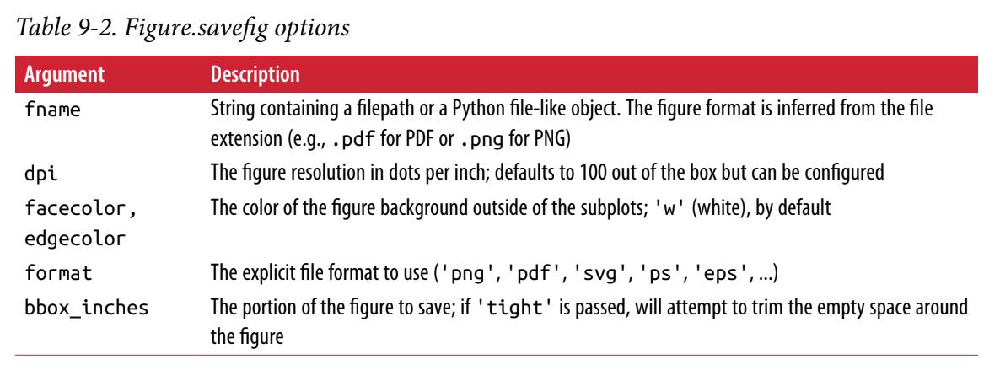 Table 9-2. Figure.savefig options
Argument Description
fname String containing a filepath or a Python file-like object. The figure format is inferred from the file
extension (e.g., .pdf for PDF or .png for PNG)
dpi The figure resolution in dots per inch; defaults to 100 out of the box but can be configured
facecolor, The color of the figure background outside of the subplots; 'w' (white), by default
edgecolor
format The explicit file format to use ('png', 'pdf', 'svg', 'ps', 'eps', ...)
bbox_inches The portion of the figure to save; if 'tight' is passed, will attempt to trim the empty space around
the figure